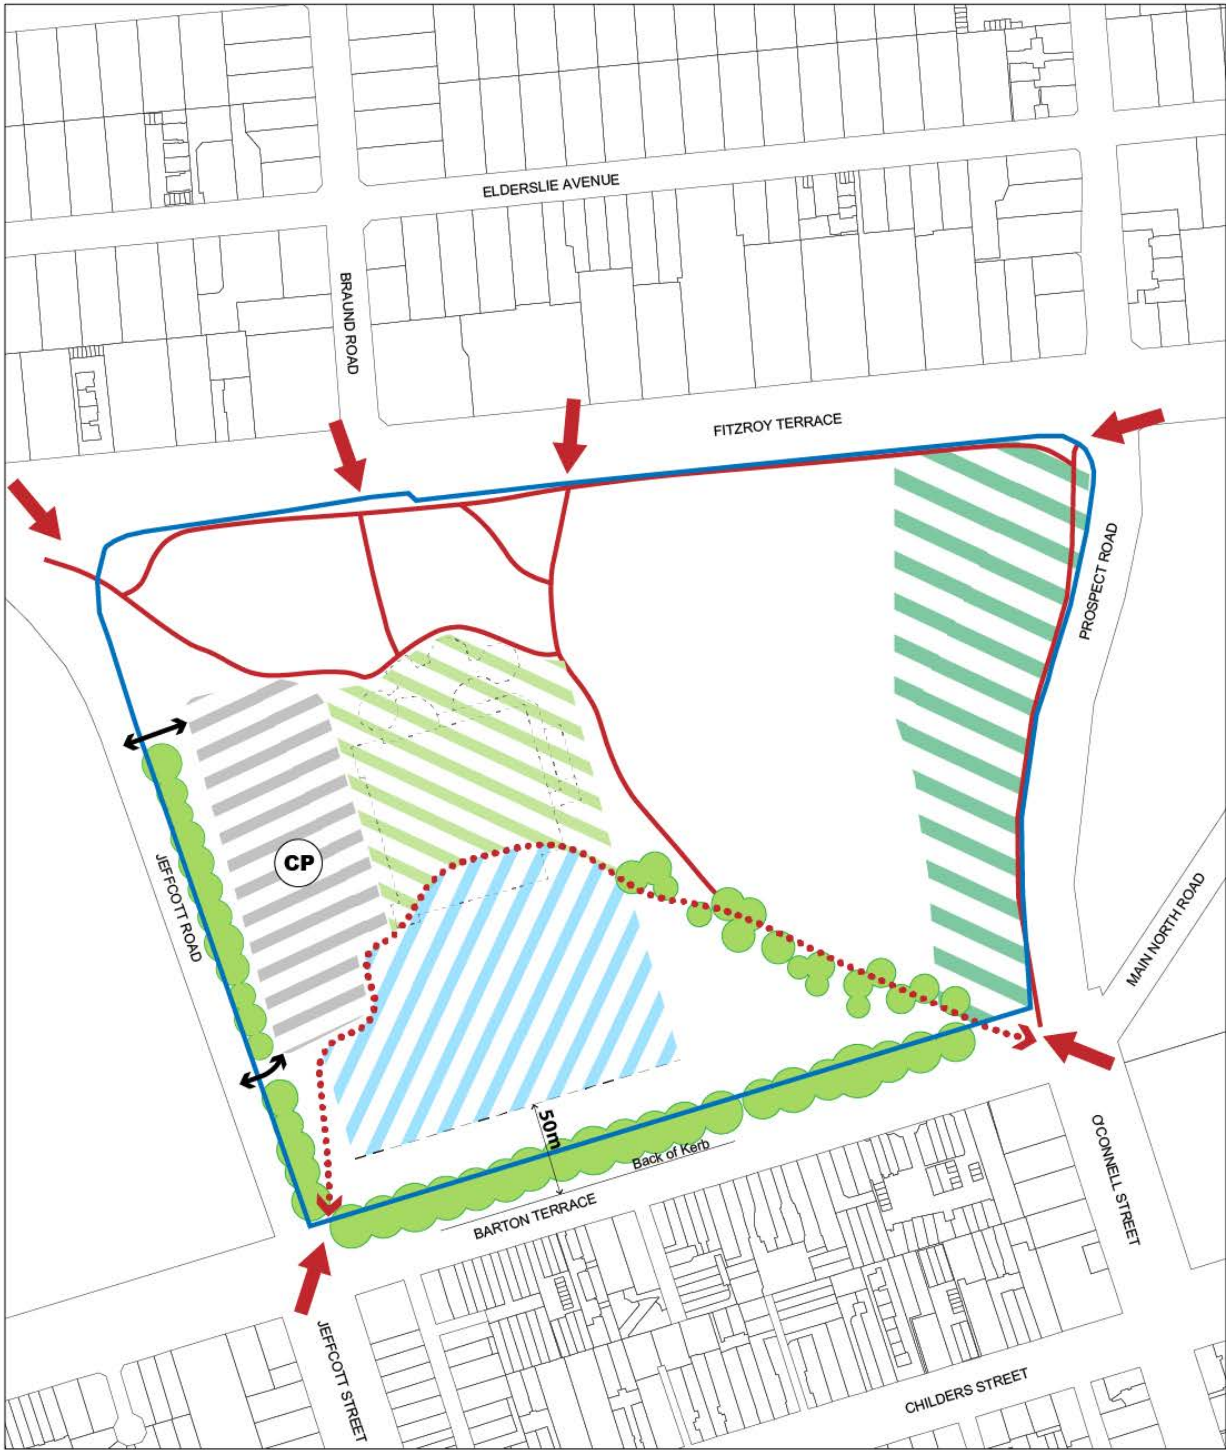 ELDERSLIE AVENUE
BRAUND ROAD
FITZROY TERRACE
PROSPECT ROAD
CP
JEFFCOTT ROAD
MAIN NORTH ROAD
50m
Back of Kerb
BARTON TERRACE
O'CONNELL STREET
JEFFCOTT STREET
CHILDERS STREET